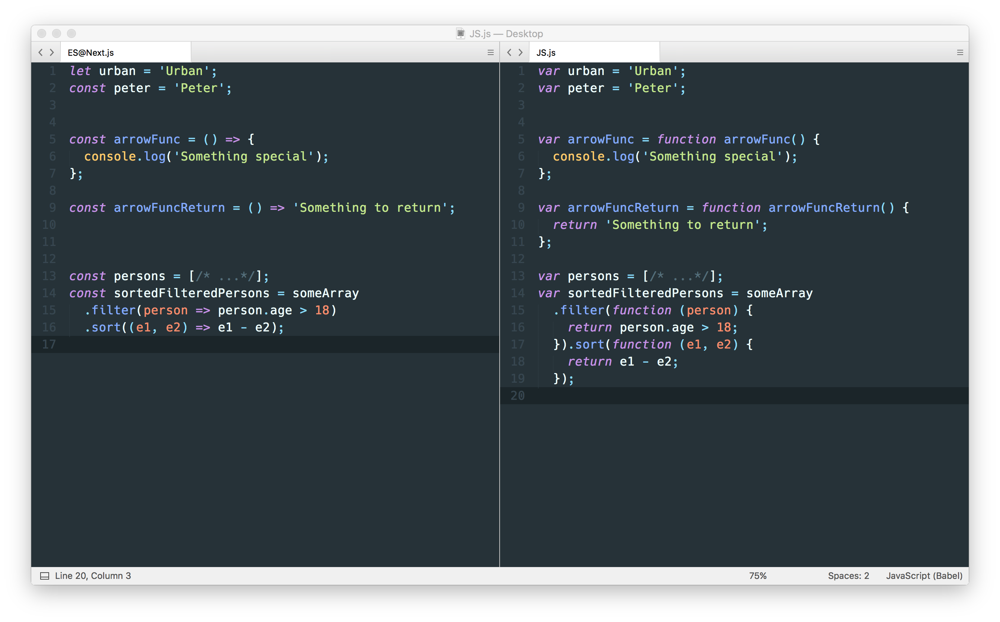 JS.js — Desktop
ES@Next.js
1 let urban = 'Urban';
2 const peter = 'Peter';
3
4
5 const arrowFunc = () => {
6   console.log('Something special');
7 };
8
9 const arrowFuncReturn = () => 'Something to return';
10
11
12
13 const persons = [/* ...*/];
14 const sortedFilteredPersons = someArray
15   .filter(person => person.age > 18)
16   .sort((e1, e2) => e1 - e2);
17
JS.js
1 var urban = 'Urban';
2 var peter = 'Peter';
3
4
5 var arrowFunc = function arrowFunc() {
6   console.log('Something special');
7 };
8
9 var arrowFuncReturn = function arrowFuncReturn() {
10   return 'Something to return';
11 };
12
13 var persons = [/* ...*/];
14 var sortedFilteredPersons = someArray
15   .filter(function (person) {
16     return person.age > 18;
17   }).sort(function (e1, e2) {
18     return e1 - e2;
19   });
20
Line 20, Column 3 75% Spaces: 2 JavaScript (Babel)